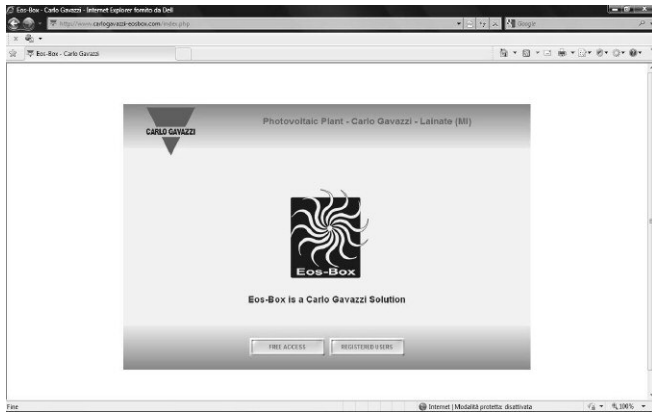 Eos-Box - Carlo Gavazzi - Internet Explorer fornito da Dell
http://www.carlogavazzi-eosbox.com/index.php
Google
Eos-Box - Carlo Gavazzi
CARLO GAVAZZI
Photovoltaic Plant - Carlo Gavazzi - Lainate (MI)
Eos-Box
Eos-Box is a Carlo Gavazzi Solution
FREE ACCESS REGISTERED USERS
Fine Internet | Modalità protetta: disattivata 100%